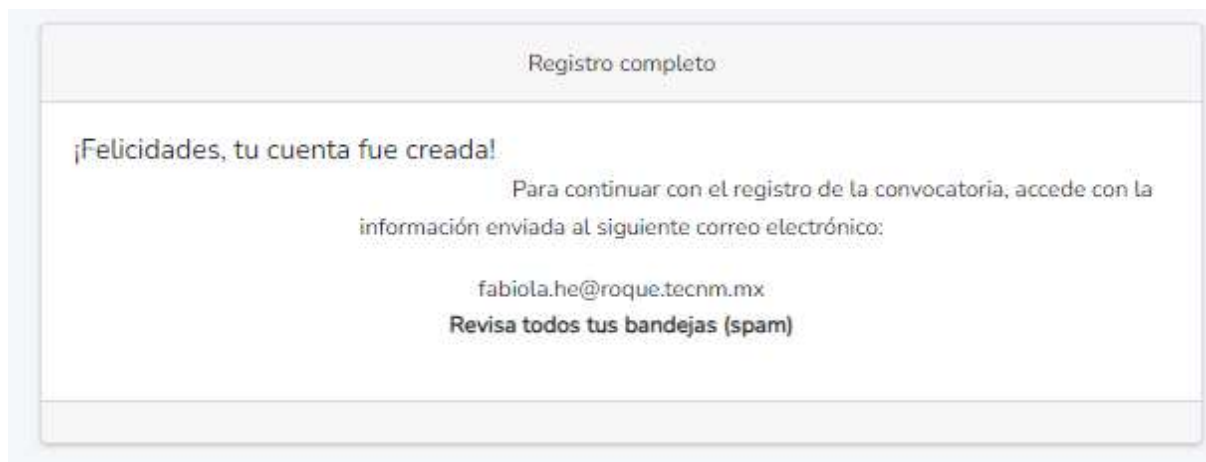 Registro completo
¡Felicidades, tu cuenta fue creada!
Para continuar con el registro de la convocatoria, accede con la
información enviada al siguiente correo electrónico:
fabiola.he@roque.tecnm.mx
Revisa todos tus bandejas (spam)